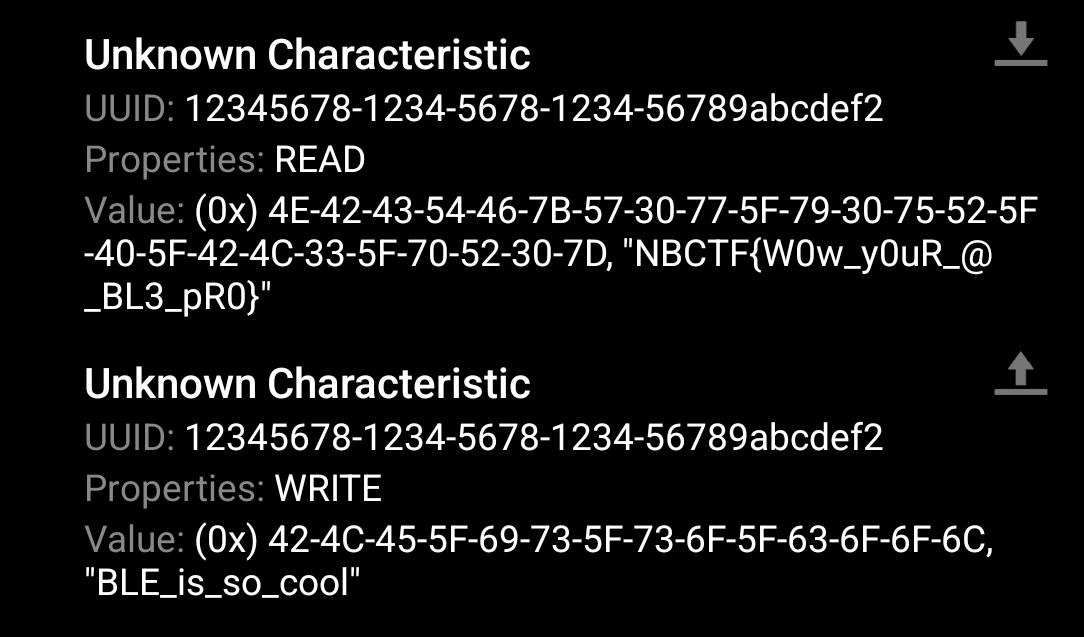 Unknown Characteristic
UUID: 12345678-1234-5678-1234-56789abcdef2
Properties: READ
Value: (0x) 4E-42-43-54-46-7B-57-30-77-5F-79-30-75-52-5F
-40-5F-42-4C-33-5F-70-52-30-7D, "NBCTF{W0w_y0uR_@
_BL3_pR0}"
Unknown Characteristic
UUID: 12345678-1234-5678-1234-56789abcdef2
Properties: WRITE
Value: (0x) 42-4C-45-5F-69-73-5F-73-6F-5F-63-6F-6F-6C,
"BLE_is_so_cool"